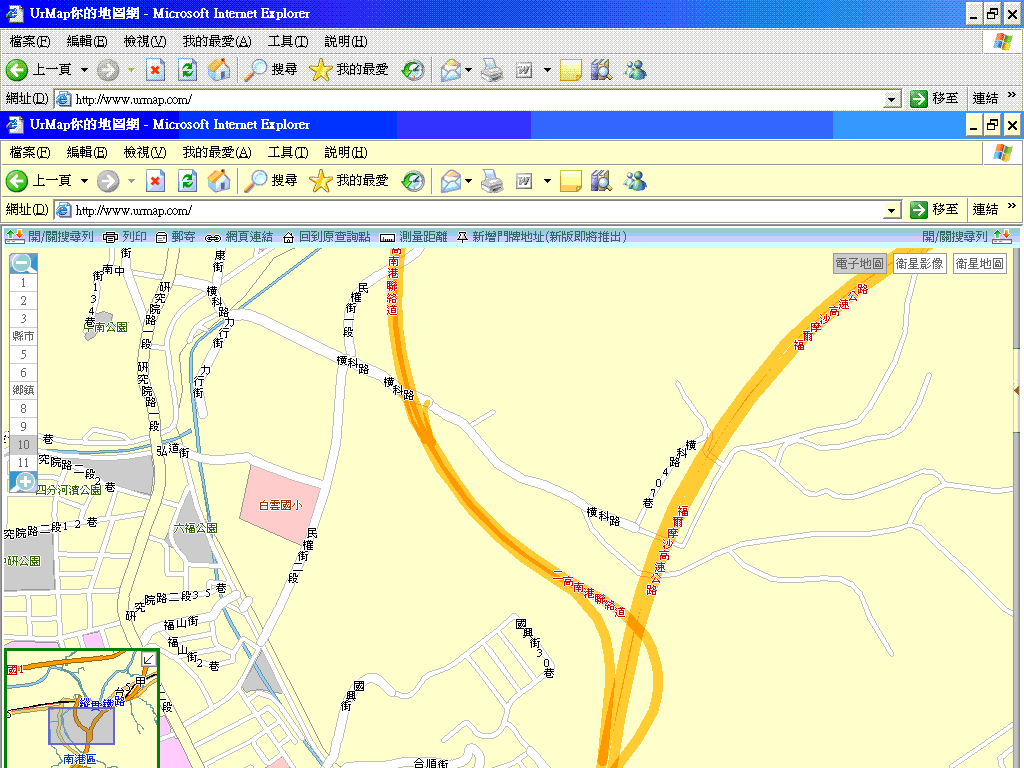 UrMap你的地圖網 - Microsoft Internet Explorer
檔案(F) 編輯(E) 檢視(V) 我的最愛(A) 工具(T) 説明(H)
上一頁 搜尋 我的最愛
網址(D) http://www.urmap.com/ 移至 連結 »
UrMap你的地圖網 - Microsoft Internet Explorer
檔案(F) 編輯(E) 檢視(V) 我的最愛(A) 工具(T) 説明(H)
上一頁 搜尋 我的最愛
網址(D) http://www.urmap.com/ 移至 連結 »
開/關搜尋列 列印 郵寄 網頁連結 回到原查詢點 測量距離 新增門牌地址(新版即將推出) 開/關搜尋列
電子地圖 衛星影像 衛星地圖
1
2
3
縣市
5
6
鄉鎮
8
9
10
11
南港聯絡道
康街
研究院路一段
橫科路
力行街
民權街一段
福爾摩沙高速公路
南公園
橫科路
橫科路
研究院路一段
力行街
弘道街
究院路二段
巷
四分河濱公園
白雲國小
橫科路407巷
橫科路
福爾摩沙高速公路
究院路二段12巷
六福公園
中研公園
民權街二段
二高南港聯絡道
研究院路二段35巷
福山街
福山街2巷
國興街30巷
國興街
國1
縱貫鐵路
南港區
段
合順街